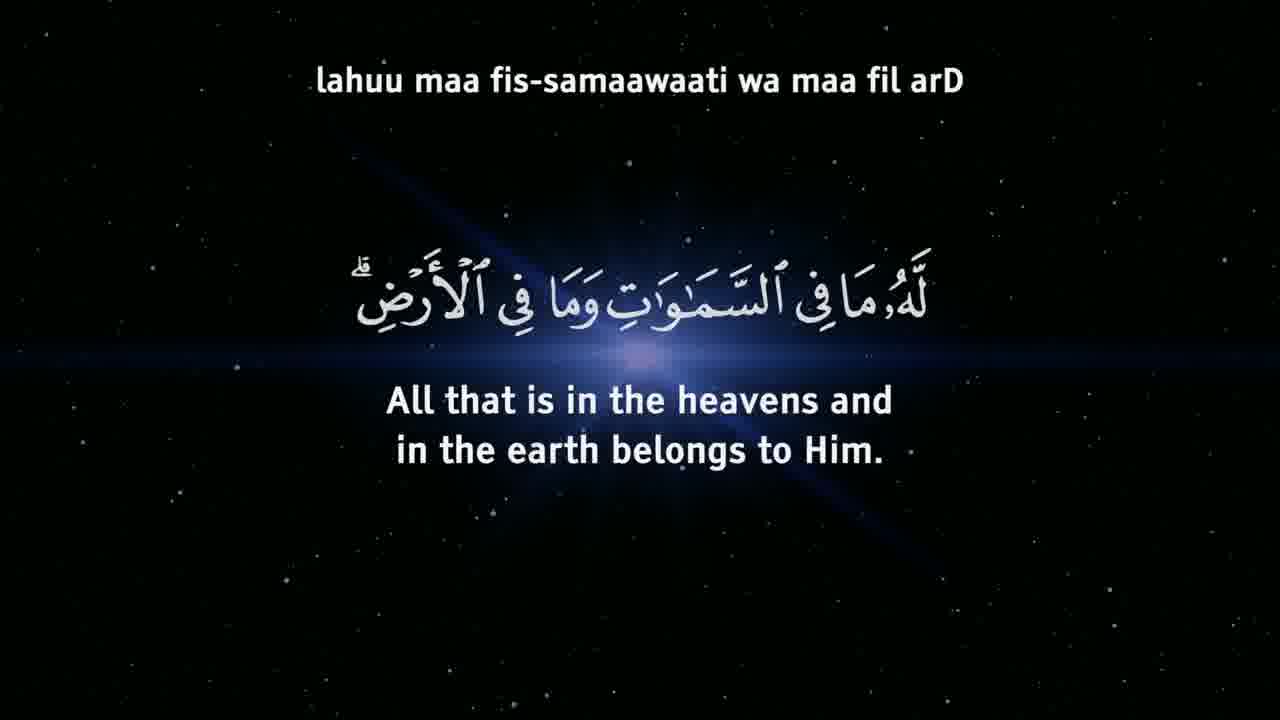 lahuu maa fis-samaawaati wa maa fil arD
لَّهُۥ مَا فِى ٱلسَّمَـٰوَٰتِ وَمَا فِى ٱلْأَرْضِ ۗ
All that is in the heavens and
in the earth belongs to Him.